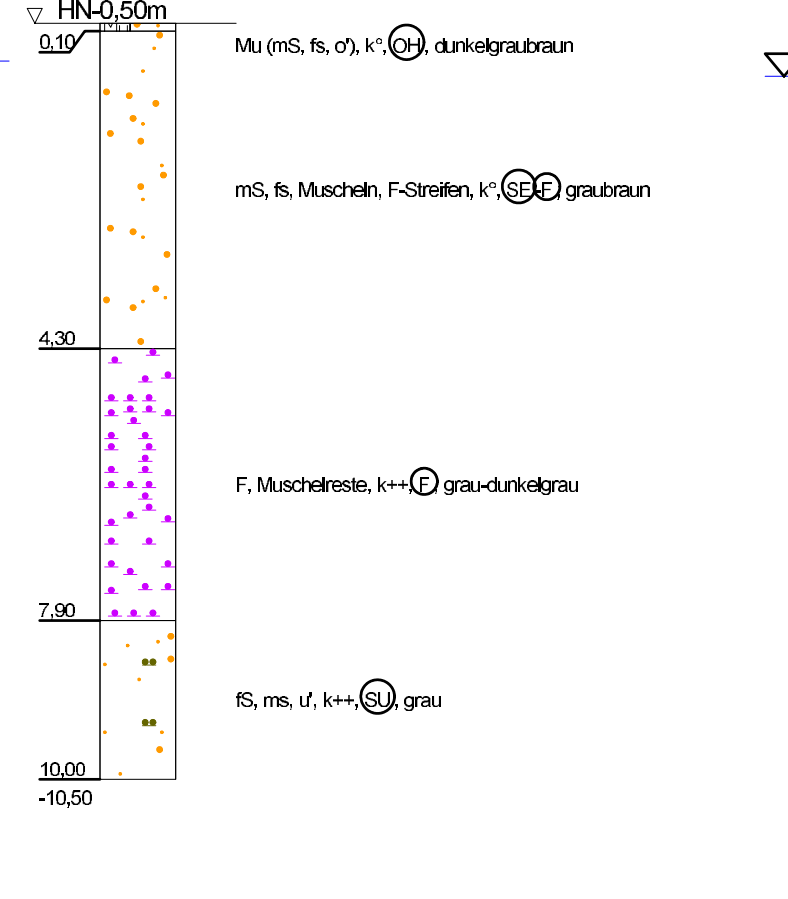 HN-0,50m
0,10
Mu (mS, fs, o'), k°, OH, dunkelgraubraun
mS, fs, Muscheln, F-Streifen, k°, SE-F, graubraun
4,30
F, Muschelreste, k++, F, grau-dunkelgrau
7,90
fS, ms, u', k++, SU, grau
10,00
-10,50